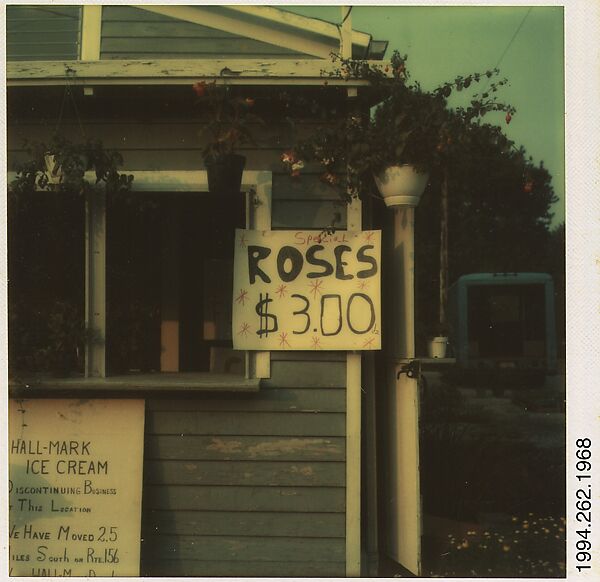 Special
ROSES
$3.00
HALL-MARK
ICE CREAM
DISCONTINUING BUSINESS
THIS LOCATION
WE HAVE MOVED 2.5
MILES SOUTH ON RTE. 156
1994.262.1968